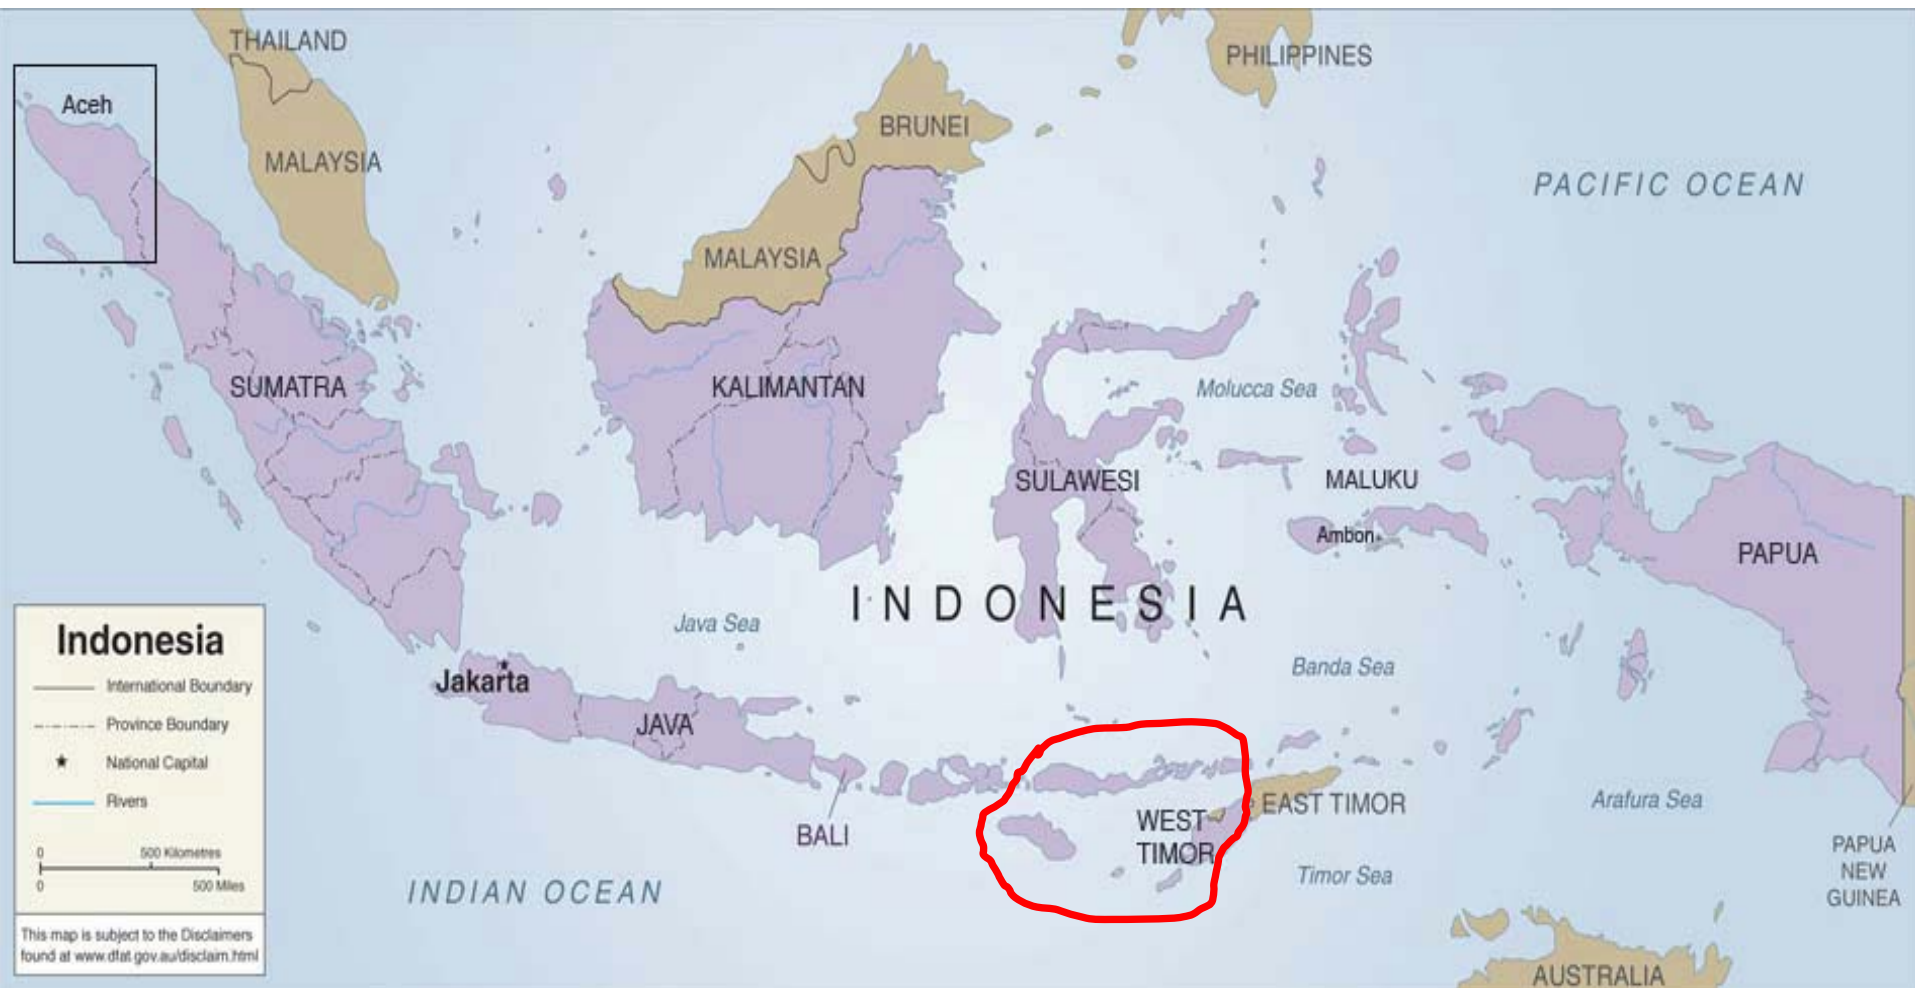 THAILAND
PHILIPPINES
Aceh
BRUNEI
MALAYSIA
PACIFIC OCEAN
MALAYSIA
SUMATRA
KALIMANTAN
Molucca Sea
SULAWESI
MALUKU
Ambon
PAPUA
INDONESIA
Java Sea
Banda Sea
Jakarta
JAVA
BALI
WEST
TIMOR
EAST TIMOR
Arafura Sea
Timor Sea
INDIAN OCEAN
PAPUA
NEW
GUINEA
AUSTRALIA
Indonesia
International Boundary
Province Boundary
National Capital
Rivers
0 500 Kilometres
0 500 Miles
This map is subject to the Disclaimers
found at www.dfat.gov.au/disclaim.html